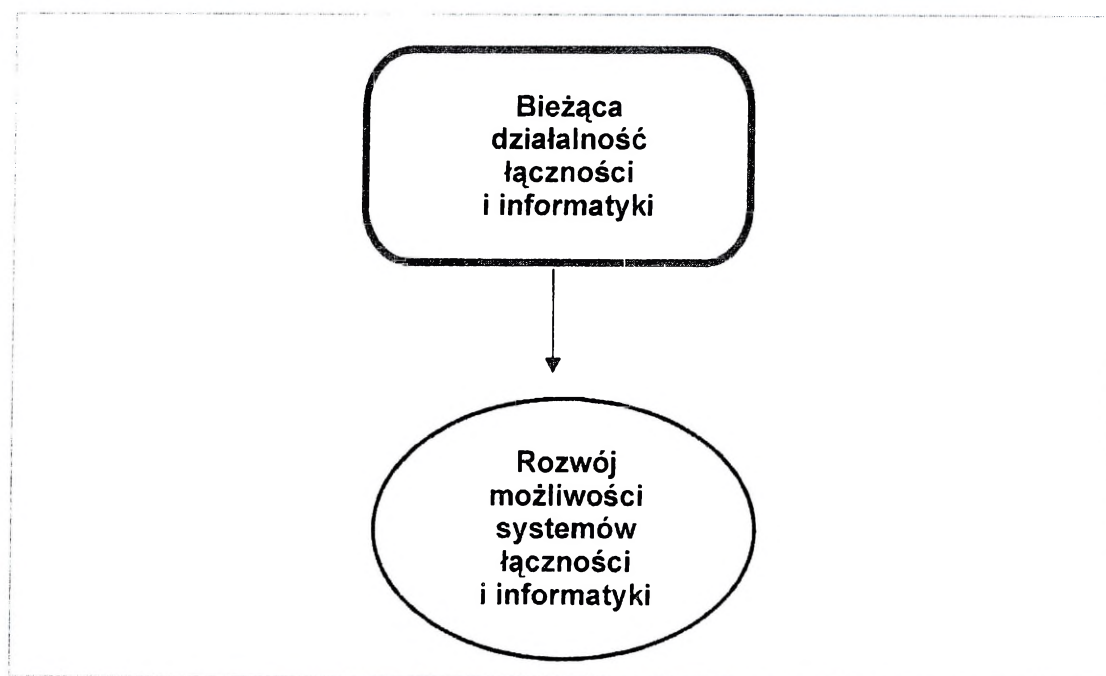 Bieżąca
działalność
łączności
i informatyki
Rozwój
możliwości
systemów
łączności
i informatyki